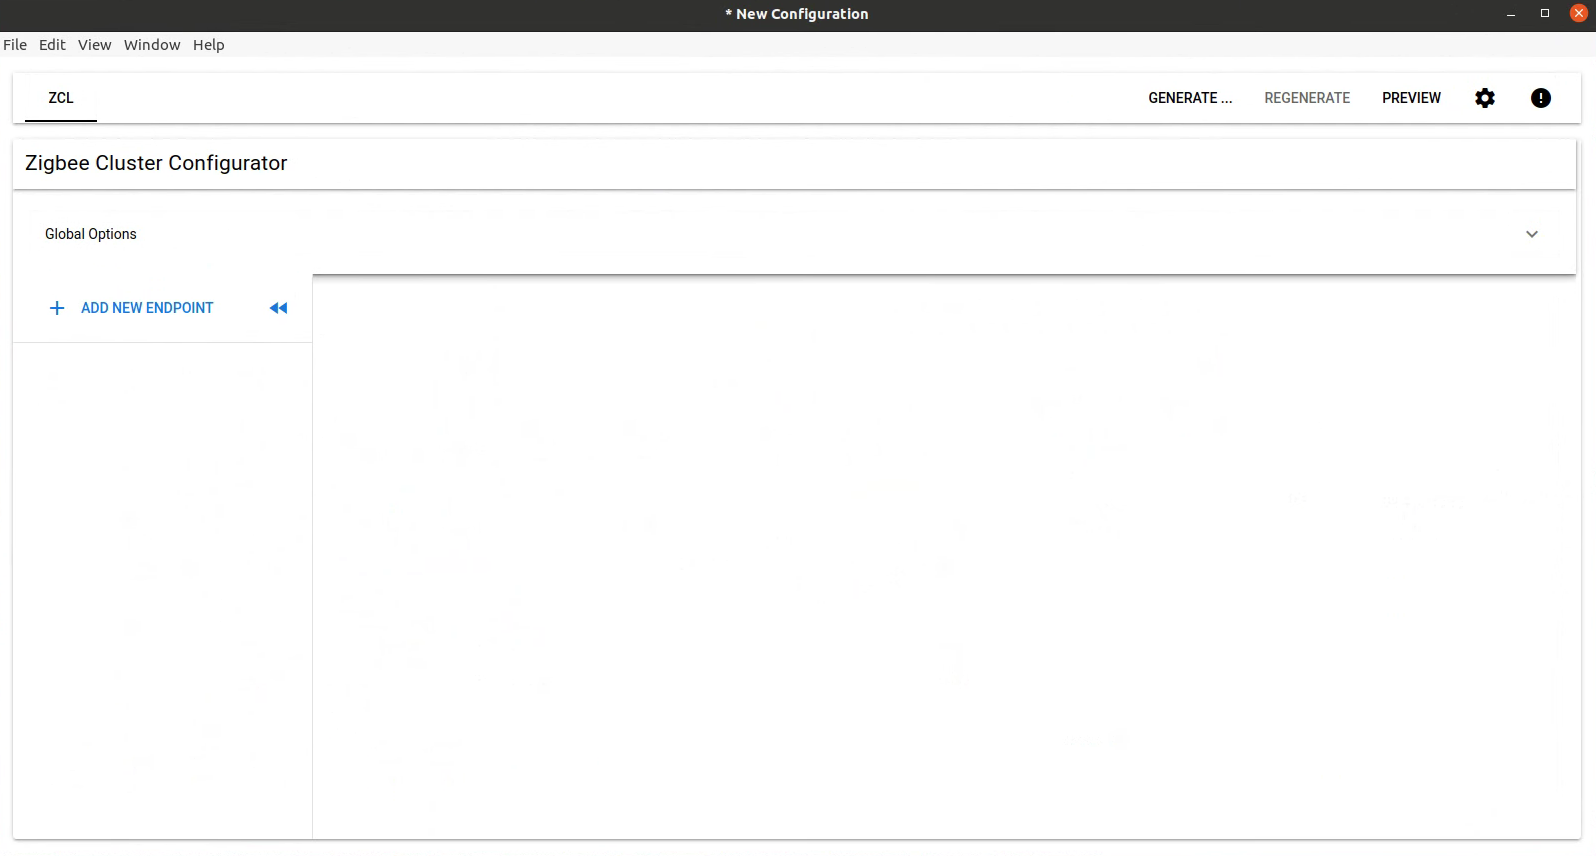 * New Configuration
File Edit View Window Help
ZCL GENERATE ... REGENERATE PREVIEW
Zigbee Cluster Configurator
Global Options
ADD NEW ENDPOINT